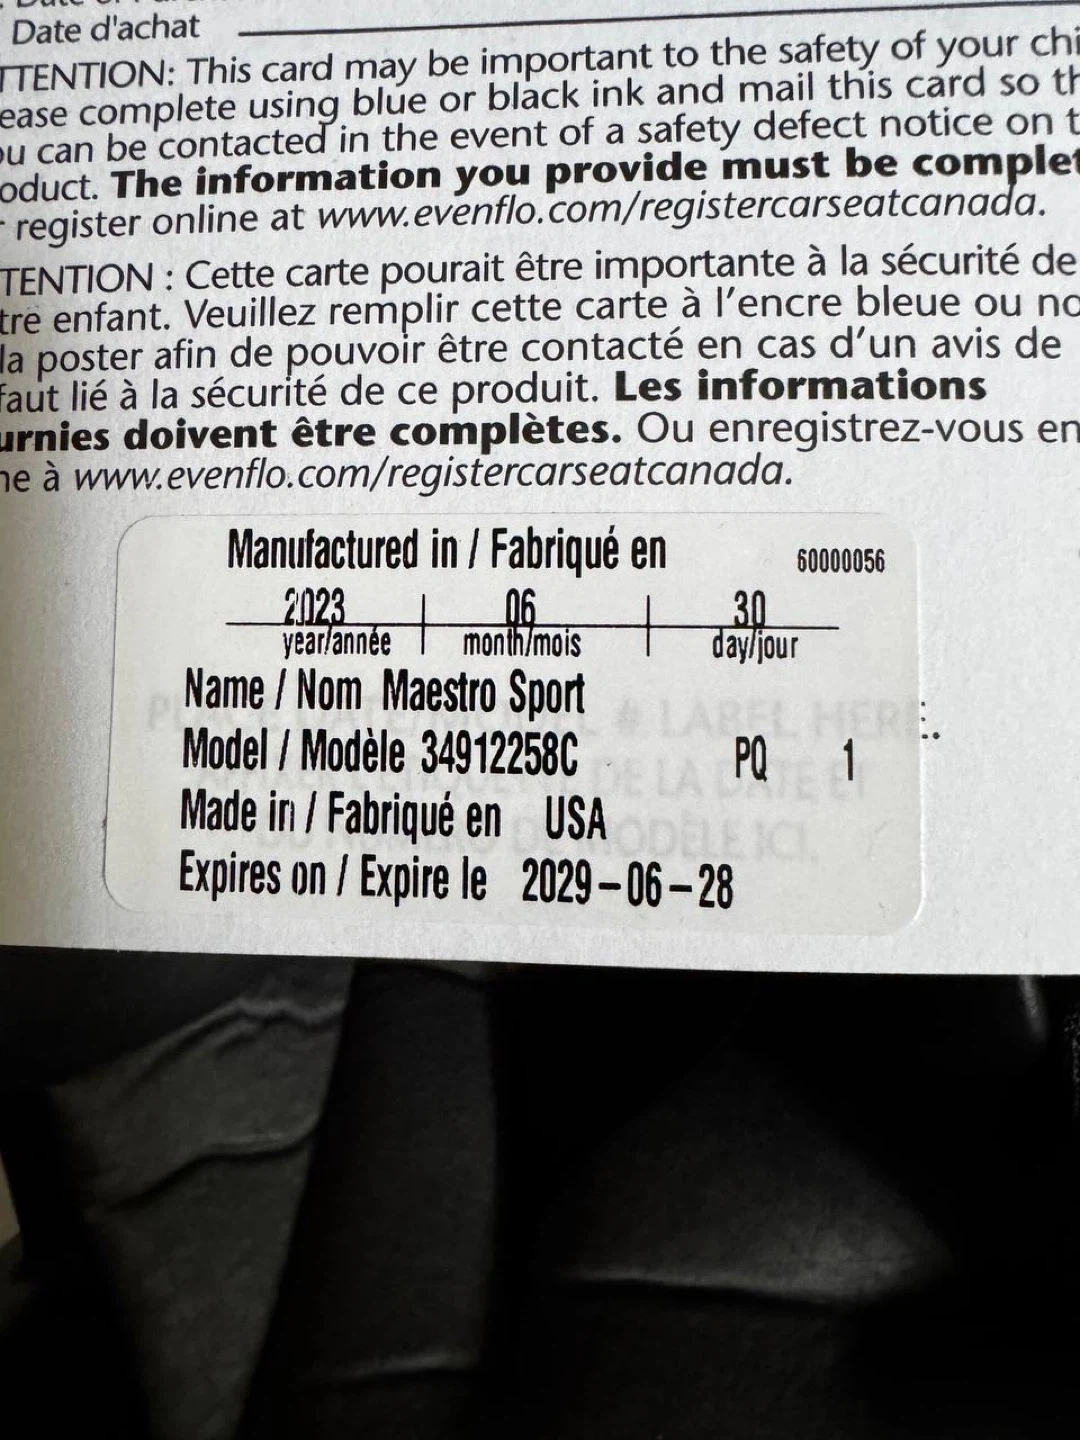 Date d'achat
TTENTION: This card may be important to the safety of your chi
ease complete using blue or black ink and mail this card so th
ou can be contacted in the event of a safety defect notice on t
oduct. The information you provide must be complet
r register online at www.evenflo.com/registercarseatcanada.
TENTION : Cette carte pourait être importante à la sécurité de
tre enfant. Veuillez remplir cette carte à l'encre bleue ou no
la poster afin de pouvoir être contacté en cas d'un avis de
faut lié à la sécurité de ce produit. Les informations
urnies doivent être complètes. Ou enregistrez-vous en
ne à www.evenflo.com/registercarseatcanada.
Manufactured in / Fabriqué en 60000056
2023 06 30
year/année month/mois day/jour
Name / Nom Maestro Sport
Model / Modèle 34912258C PQ 1
Made in / Fabriqué en USA
Expires on / Expire le 2029-06-28